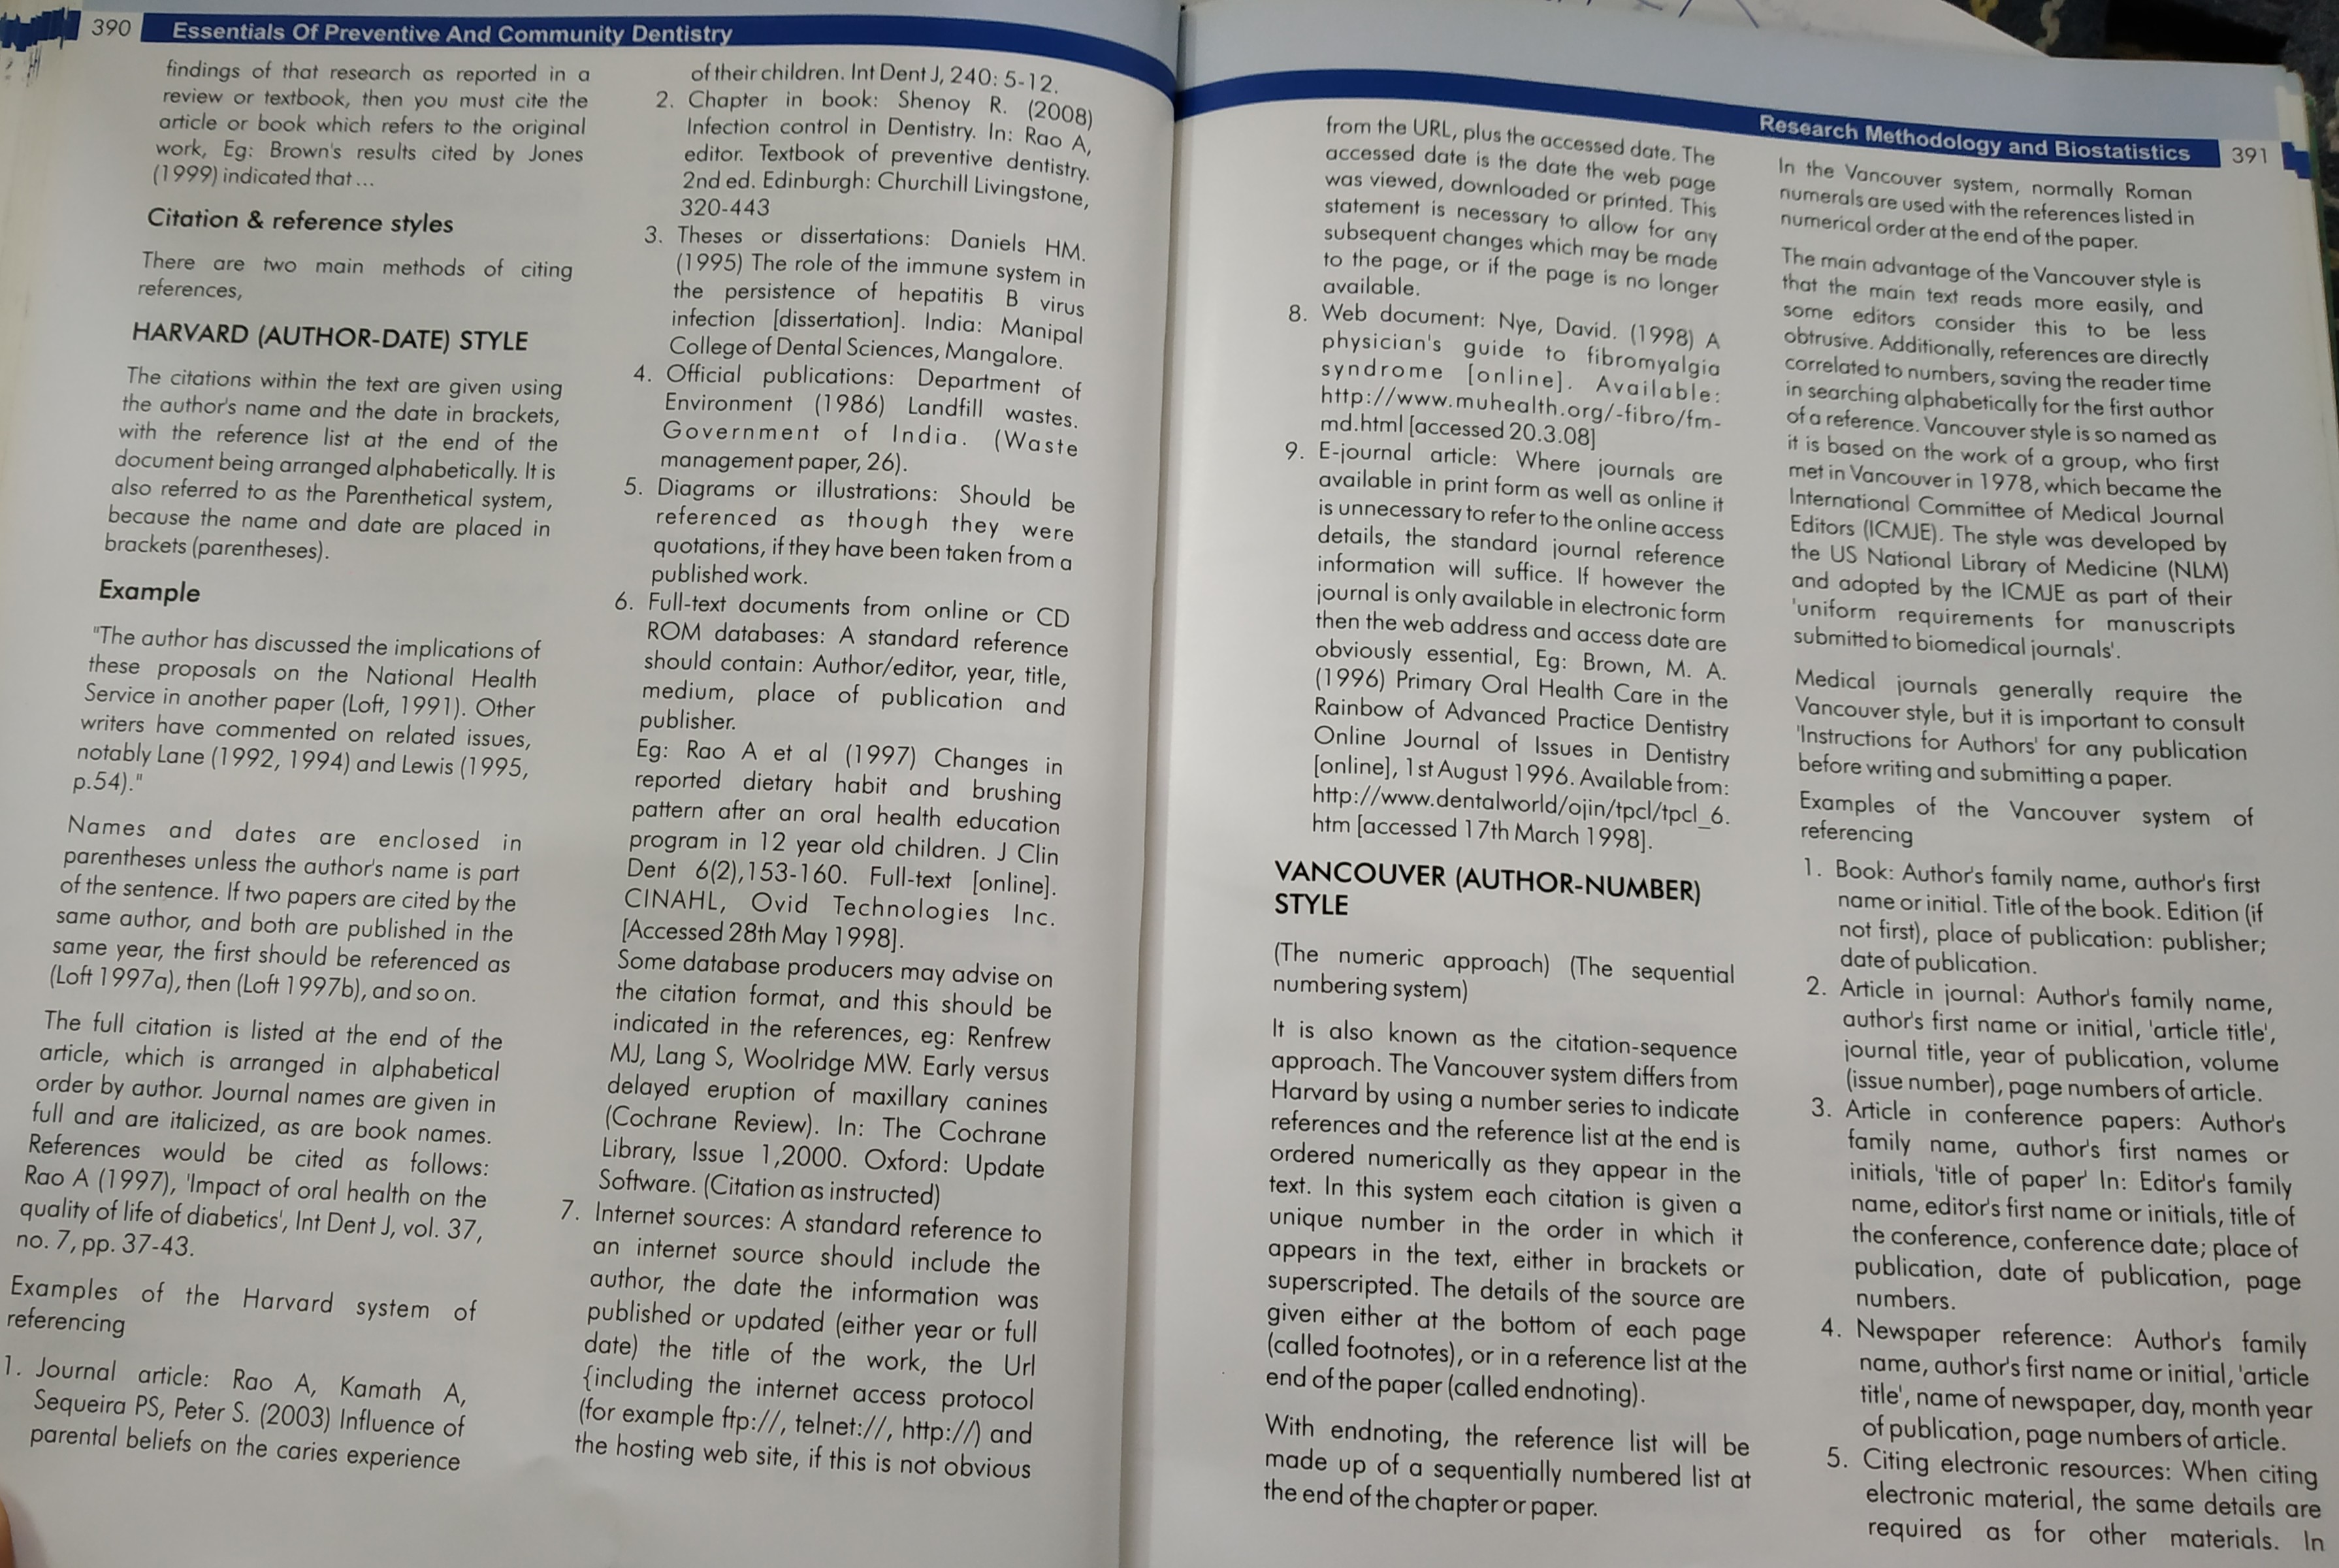 390 Essentials Of Preventive And Community Dentistry
findings of that research as reported in a
review or textbook, then you must cite the
article or book which refers to the original
work, Eg: Brown's results cited by Jones
(1999) indicated that ...
Citation & reference styles
There are two main methods of citing
references,
HARVARD (AUTHOR-DATE) STYLE
The citations within the text are given using
the author's name and the date in brackets,
with the reference list at the end of the
document being arranged alphabetically. It is
also referred to as the Parenthetical system,
because the name and date are placed in
brackets (parentheses).
Example
"The author has discussed the implications of
these proposals on the National Health
Service in another paper (Loft, 1991). Other
writers have commented on related issues,
notably Lane (1992, 1994) and Lewis (1995,
p.54)."
Names and dates are enclosed in
parentheses unless the author's name is part
of the sentence. If two papers are cited by the
same author, and both are published in the
same year, the first should be referenced as
(Loft 1997a), then (Loft 1997b), and so on.
The full citation is listed at the end of the
article, which is arranged in alphabetical
order by author. Journal names are given in
full and are italicized, as are book names.
References would be cited as follows:
Rao A (1997), 'Impact of oral health on the
quality of life of diabetics', Int Dent J, vol. 37,
no. 7, pp. 37-43.
Examples of the Harvard system of
referencing
1. Journal article: Rao A, Kamath A,
Sequeira PS, Peter S. (2003) Influence of
parental beliefs on the caries experience
of their children. Int Dent J, 240: 5-12.
2. Chapter in book: Shenoy R. (2008)
Infection control in Dentistry. In: Rao A,
editor. Textbook of preventive dentistry.
2nd ed. Edinburgh: Churchill Livingstone,
320-443
3. Theses or dissertations: Daniels HM.
(1995) The role of the immune system in
the persistence of hepatitis B virus
infection [dissertation]. India: Manipal
College of Dental Sciences, Mangalore.
4. Official publications: Department of
Environment (1986) Landfill wastes.
Government of India. (Waste
management paper, 26).
5. Diagrams or illustrations: Should be
referenced as though they were
quotations, if they have been taken from a
published work.
6. Full-text documents from online or CD
ROM databases: A standard reference
should contain: Author/editor, year, title,
medium, place of publication and
publisher.
Eg: Rao A et al (1997) Changes in
reported dietary habit and brushing
pattern after an oral health education
program in 12 year old children. J Clin
Dent 6(2),153-160. Full-text [online].
CINAHL, Ovid Technologies Inc.
[Accessed 28th May 1998].
Some database producers may advise on
the citation format, and this should be
indicated in the references, eg: Renfrew
MJ, Lang S, Woolridge MW. Early versus
delayed eruption of maxillary canines
(Cochrane Review). In: The Cochrane
Library, Issue 1,2000. Oxford: Update
Software. (Citation as instructed)
7. Internet sources: A standard reference to
an internet source should include the
author, the date the information was
published or updated (either year or full
date) the title of the work, the Url
{including the internet access protocol
(for example ftp://, telnet://, http://) and
the hosting web site, if this is not obvious
Research Methodology and Biostatistics 391
from the URL, plus the accessed date. The
accessed date is the date the web page
was viewed, downloaded or printed. This
statement is necessary to allow for any
subsequent changes which may be made
to the page, or if the page is no longer
available.
8. Web document: Nye, David. (1998) A
physician's guide to fibromyalgia
syndrome [online]. Available:
http://www.muhealth.org/-fibro/fm-
md.html [accessed 20.3.08]
9. E-journal article: Where journals are
available in print form as well as online it
is unnecessary to refer to the online access
details, the standard journal reference
information will suffice. If however the
journal is only available in electronic form
then the web address and access date are
obviously essential, Eg: Brown, M. A.
(1996) Primary Oral Health Care in the
Rainbow of Advanced Practice Dentistry
Online Journal of Issues in Dentistry
[online], 1st August 1996. Available from:
http://www.dentalworld/ojin/tpcl/tpcl_6.
htm [accessed 17th March 1998].
VANCOUVER (AUTHOR-NUMBER)
STYLE
(The numeric approach) (The sequential
numbering system)
It is also known as the citation-sequence
approach. The Vancouver system differs from
Harvard by using a number series to indicate
references and the reference list at the end is
ordered numerically as they appear in the
text. In this system each citation is given a
unique number in the order in which it
appears in the text, either in brackets or
superscripted. The details of the source are
given either at the bottom of each page
(called footnotes), or in a reference list at the
end of the paper (called endnoting).
With endnoting, the reference list will be
made up of a sequentially numbered list at
the end of the chapter or paper.
In the Vancouver system, normally Roman
numerals are used with the references listed in
numerical order at the end of the paper.
The main advantage of the Vancouver style is
that the main text reads more easily, and
some editors consider this to be less
obtrusive. Additionally, references are directly
correlated to numbers, saving the reader time
in searching alphabetically for the first author
of a reference. Vancouver style is so named as
it is based on the work of a group, who first
met in Vancouver in 1978, which became the
International Committee of Medical Journal
Editors (ICMJE). The style was developed by
the US National Library of Medicine (NLM)
and adopted by the ICMJE as part of their
'uniform requirements for manuscripts
submitted to biomedical journals'.
Medical journals generally require the
Vancouver style, but it is important to consult
'Instructions for Authors' for any publication
before writing and submitting a paper.
Examples of the Vancouver system of
referencing
1. Book: Author's family name, author's first
name or initial. Title of the book. Edition (if
not first), place of publication: publisher;
date of publication.
2. Article in journal: Author's family name,
author's first name or initial, 'article title',
journal title, year of publication, volume
(issue number), page numbers of article.
3. Article in conference papers: Author's
family name, author's first names or
initials, 'title of paper' In: Editor's family
name, editor's first name or initials, title of
the conference, conference date; place of
publication, date of publication, page
numbers.
4. Newspaper reference: Author's family
name, author's first name or initial, 'article
title', name of newspaper, day, month year
of publication, page numbers of article.
5. Citing electronic resources: When citing
electronic material, the same details are
required as for other materials. In